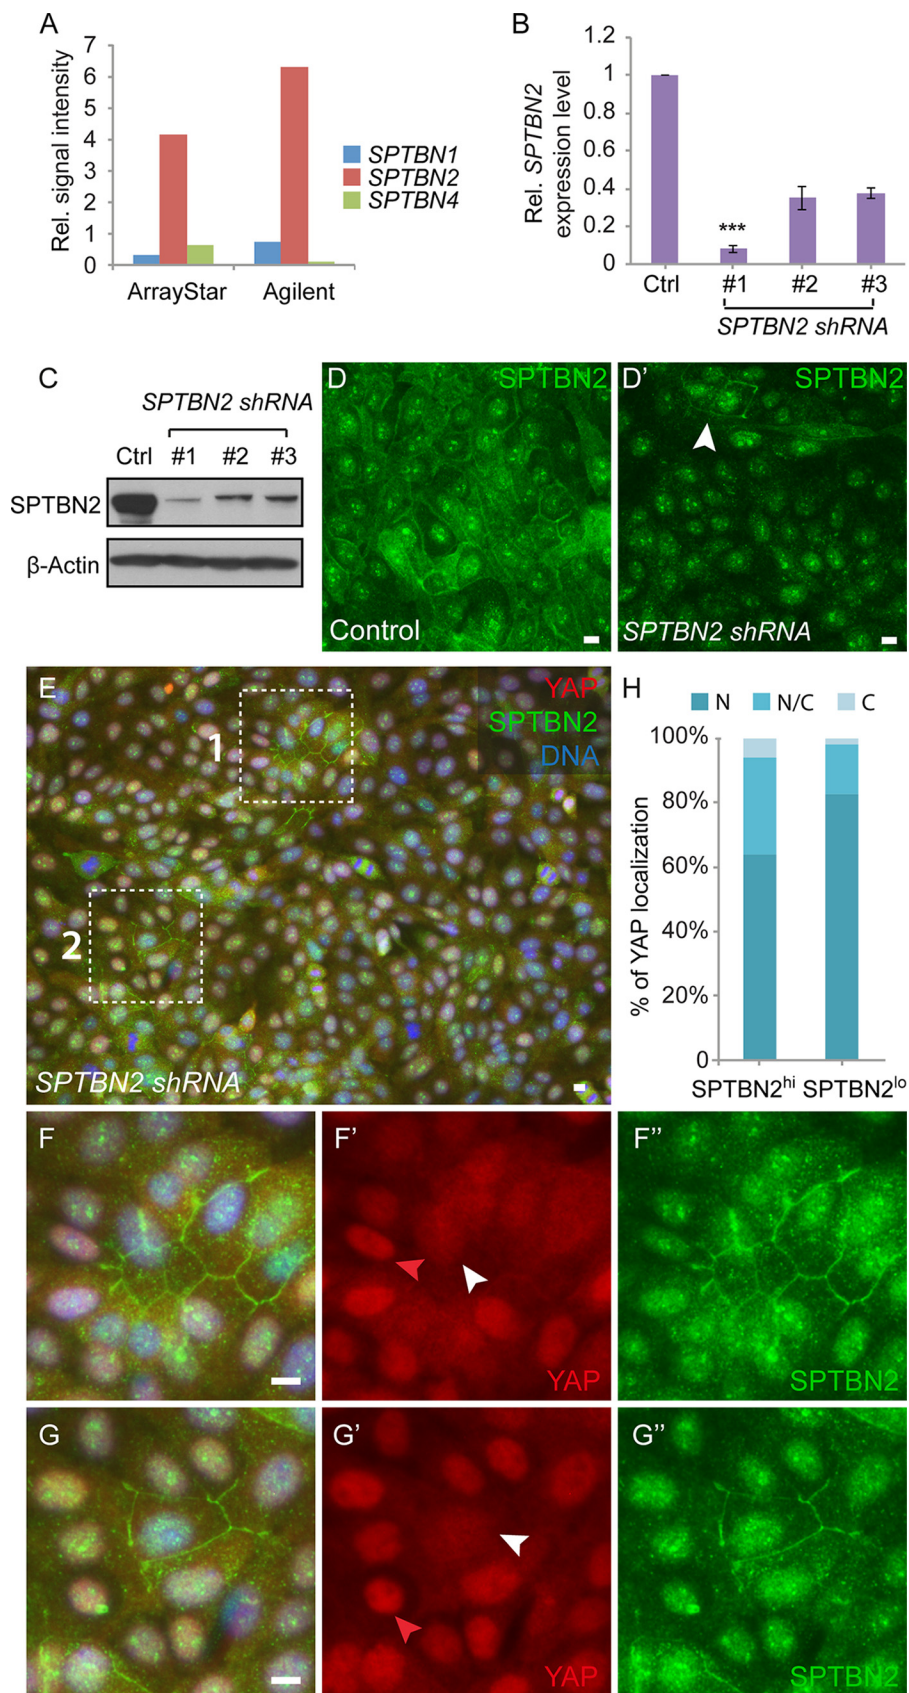 A
Rel. signal intensity
7
6
5
4
3
2
1
0
ArrayStar
Agilent
SPTBN1
SPTBN2
SPTBN4
B
Rel. SPTBN2
expression level
1.2
1
0.8
0.6
0.4
0.2
0
***
Ctrl
#1
#2
#3
SPTBN2 shRNA
C
SPTBN2 shRNA
Ctrl
#1
#2
#3
SPTBN2
β-Actin
D
SPTBN2
Control
D'
SPTBN2
SPTBN2 shRNA
E
YAP
SPTBN2
DNA
1
2
SPTBN2 shRNA
H
N
N/C
C
% of YAP localization
100%
80%
60%
40%
20%
0
SPTBN2hi
SPTBN2lo
F
F'
YAP
F''
SPTBN2
G
G'
YAP
G''
SPTBN2